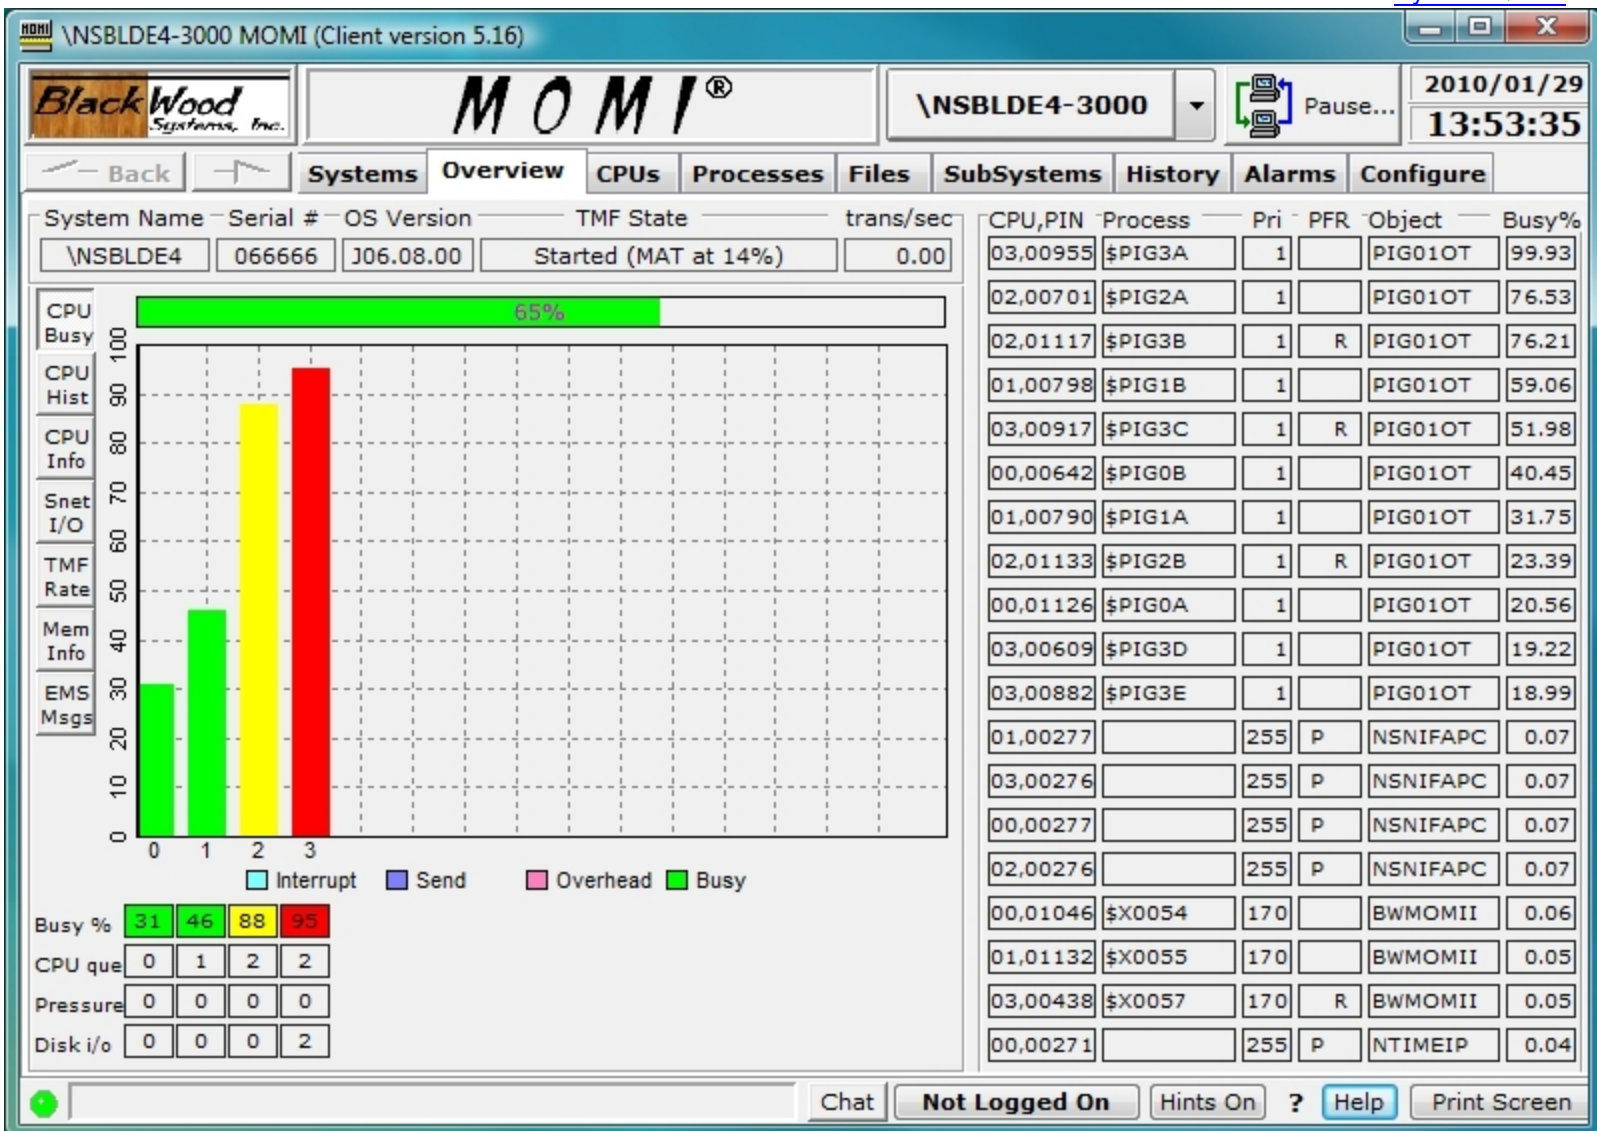 \NSBLDE4-3000 MOMI (Client version 5.16)
BlackWood
Systems, Inc.
MOMI®
\NSBLDE4-3000
Pause...
2010/01/29
13:53:35
Back
Systems Overview CPUs Processes Files SubSystems History Alarms Configure
System Name Serial # OS Version TMF State trans/sec
\NSBLDE4 066666 J06.08.00 Started (MAT at 14%) 0.00
CPU Busy
CPU Hist
CPU Info
Snet I/O
TMF Rate
Mem Info
EMS Msgs
65%
100
90
80
70
60
50
40
30
20
10
0
0 1 2 3
Interrupt Send Overhead Busy
Busy % 31 46 88 95
CPU que 0 1 2 2
Pressure 0 0 0 0
Disk i/o 0 0 0 2
CPU,PIN Process Pri PFR Object Busy%
03,00955 $PIG3A 1 PIG01OT 99.93
02,00701 $PIG2A 1 PIG01OT 76.53
02,01117 $PIG3B 1 R PIG01OT 76.21
01,00798 $PIG1B 1 PIG01OT 59.06
03,00917 $PIG3C 1 R PIG01OT 51.98
00,00642 $PIG0B 1 PIG01OT 40.45
01,00790 $PIG1A 1 PIG01OT 31.75
02,01133 $PIG2B 1 R PIG01OT 23.39
00,01126 $PIG0A 1 PIG01OT 20.56
03,00609 $PIG3D 1 PIG01OT 19.22
03,00882 $PIG3E 1 PIG01OT 18.99
01,00277 255 P NSNIFAPC 0.07
03,00276 255 P NSNIFAPC 0.07
00,00277 255 P NSNIFAPC 0.07
02,00276 255 P NSNIFAPC 0.07
00,01046 $X0054 170 BWMOMII 0.06
01,01132 $X0055 170 BWMOMII 0.05
03,00438 $X0057 170 R BWMOMII 0.05
00,00271 255 P NTIMEIP 0.04
Chat Not Logged On Hints On ? Help Print Screen